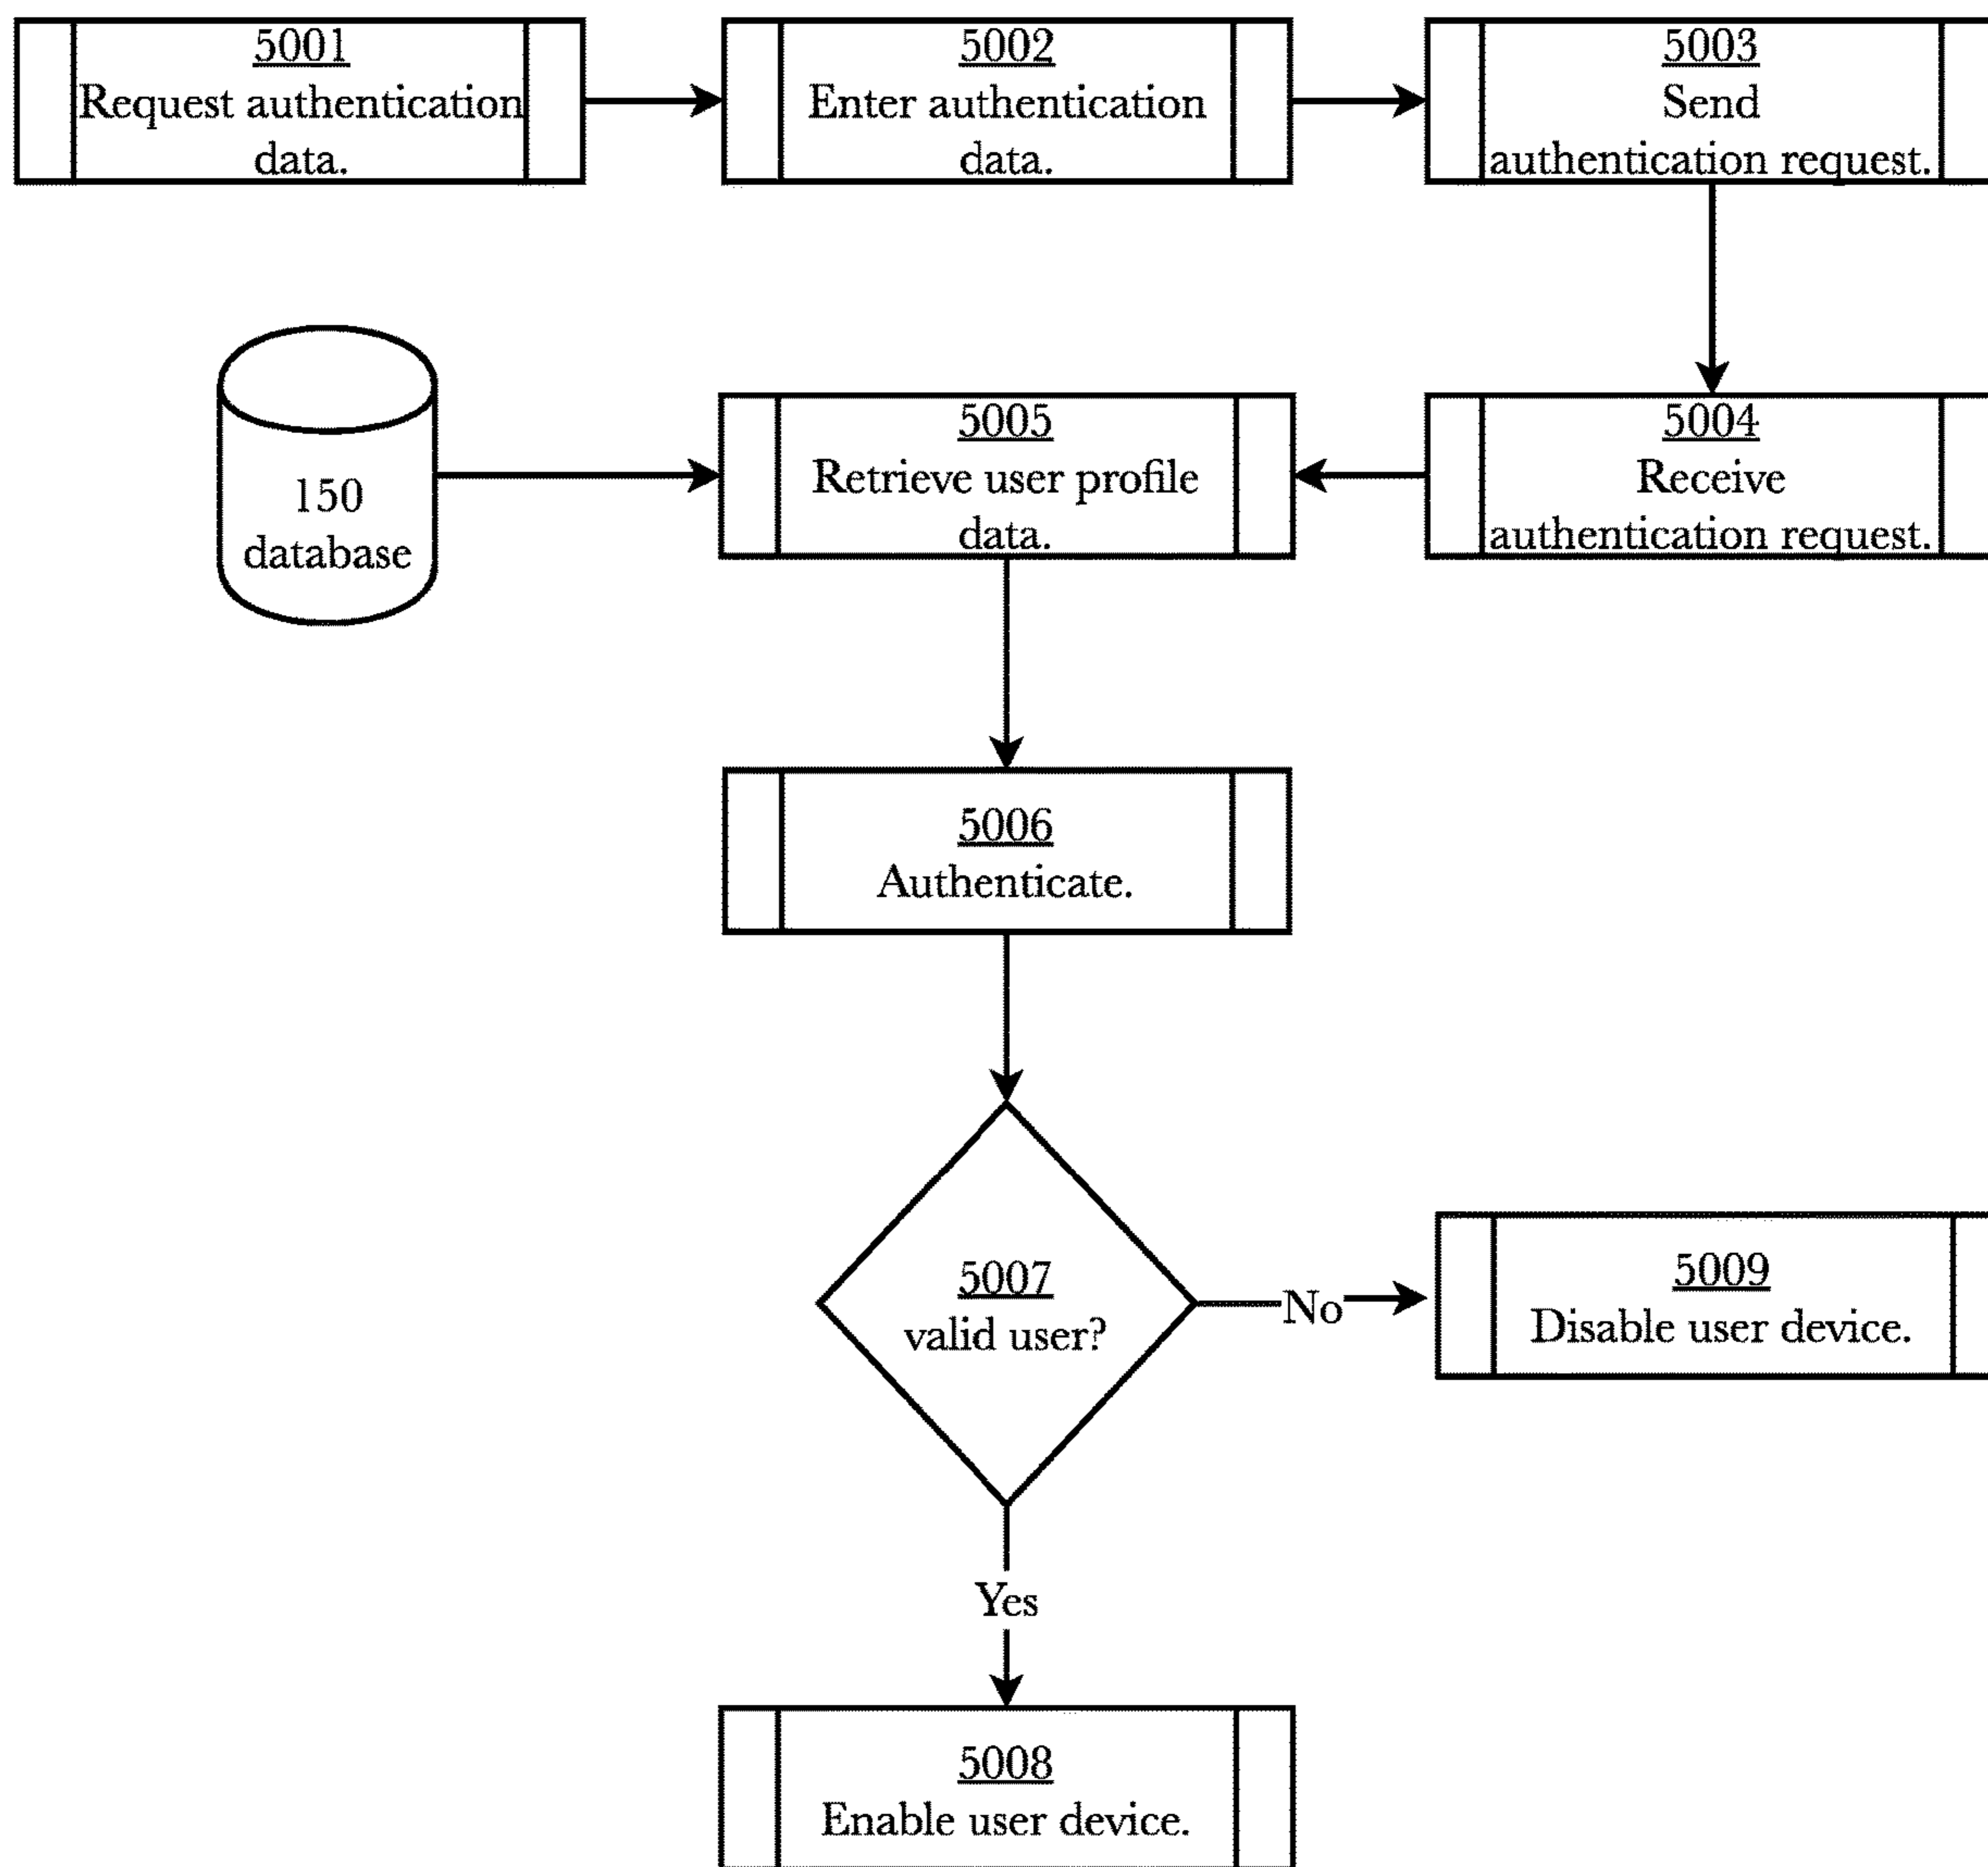 5001
Request authentication
data.
5002
Enter authentication
data.
5003
Send
authentication request.
150
database
5005
Retrieve user profile
data.
5004
Receive
authentication request.
5006
Authenticate.
5007
valid user?
No
5009
Disable user device.
Yes
5008
Enable user device.